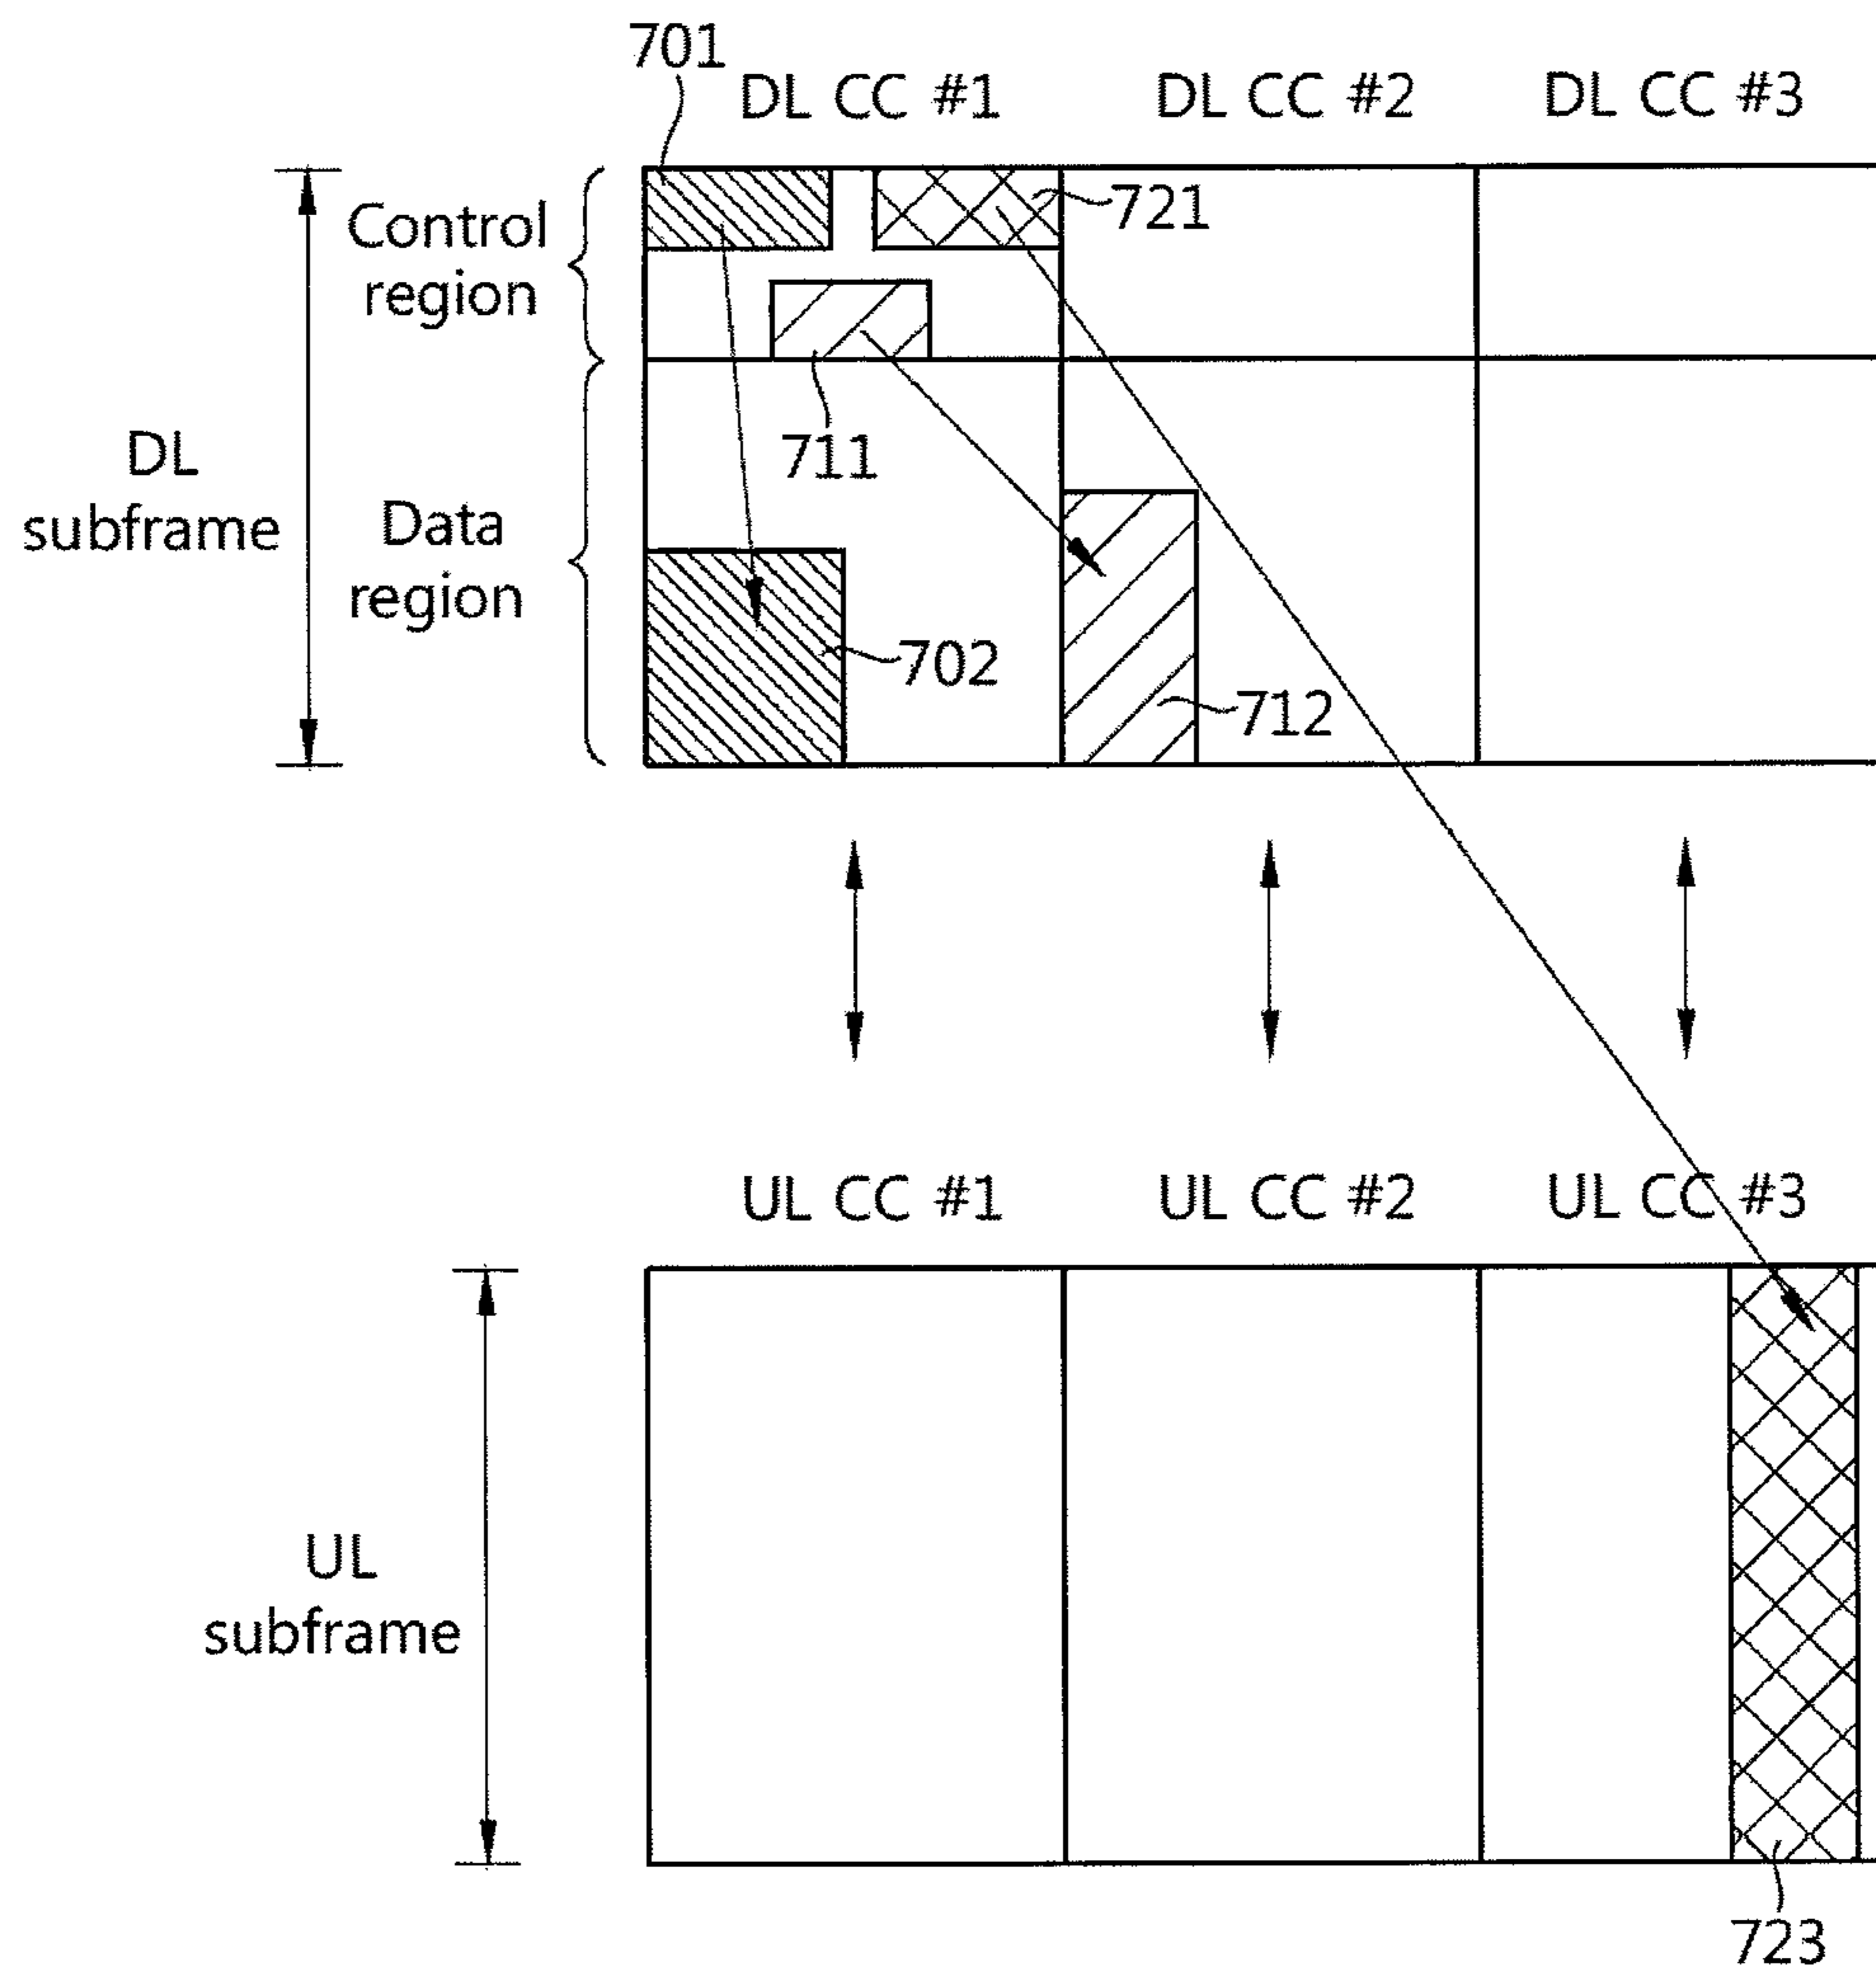 701
DL CC #1
DL CC #2
DL CC #3
Control
region
721
711
DL
subframe
Data
region
702
712
UL CC #1
UL CC #2
UL CC #3
UL
subframe
723